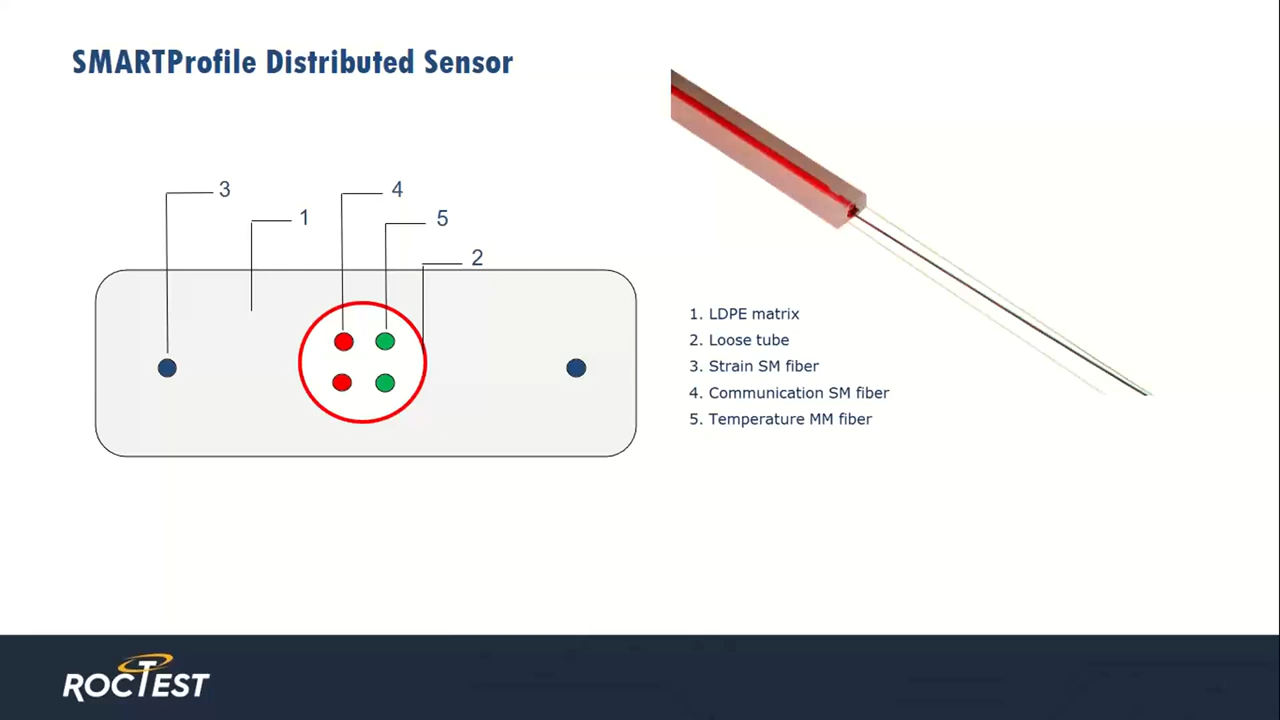 SMARTProfile Distributed Sensor
3
4
1
5
2
1. LDPE matrix
2. Loose tube
3. Strain SM fiber
4. Communication SM fiber
5. Temperature MM fiber
ROCTEST